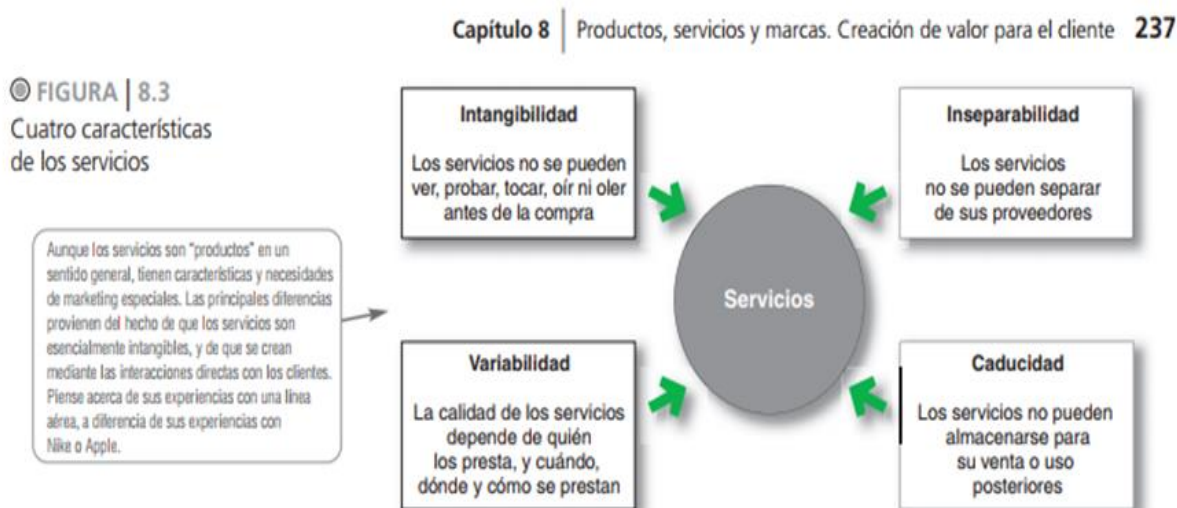 Capítulo 8 | Productos, servicios y marcas. Creación de valor para el cliente 237
FIGURA | 8.3
Cuatro características
de los servicios
Aunque los servicios son "productos" en un
sentido general, tienen características y necesidades
de marketing especiales. Las principales diferencias
provienen del hecho de que los servicios son
esencialmente intangibles, y de que se crean
mediante las interacciones directas con los clientes.
Piense acerca de sus experiencias con una línea
aérea, a diferencia de sus experiencias con
Nike o Apple.
Intangibilidad
Los servicios no se pueden
ver, probar, tocar, oír ni oler
antes de la compra
Inseparabilidad
Los servicios
no se pueden separar
de sus proveedores
Servicios
Variabilidad
La calidad de los servicios
depende de quién
los presta, y cuándo,
dónde y cómo se prestan
Caducidad
Los servicios no pueden
almacenarse para
su venta o uso
posteriores